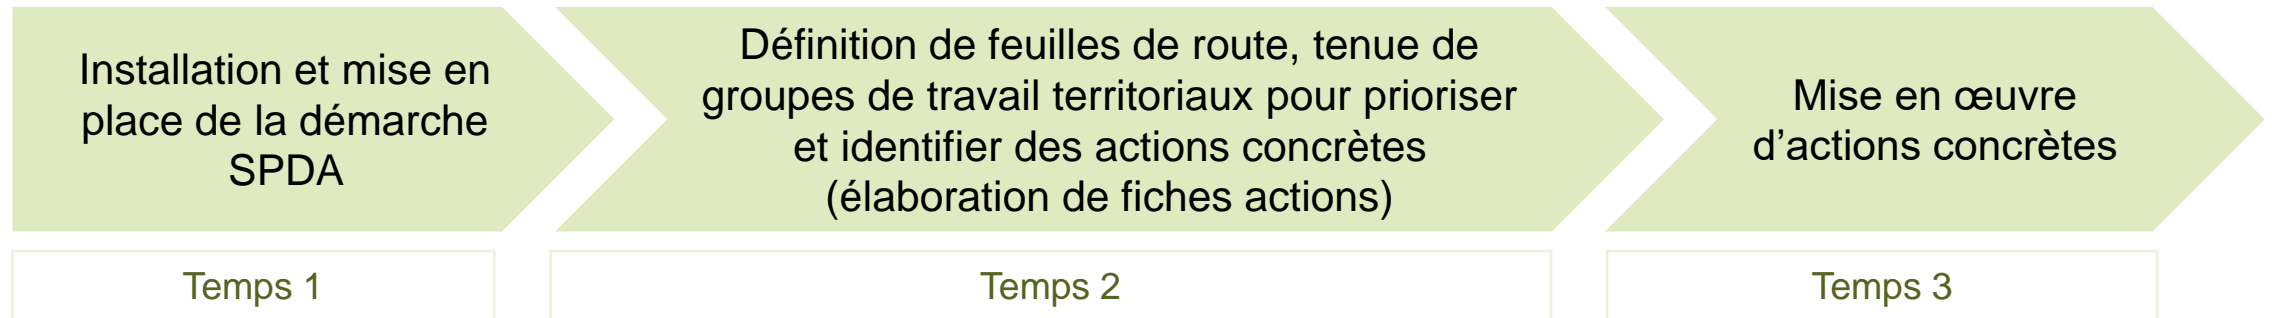 Installation et mise en
place de la démarche
SPDA
Définition de feuilles de route, tenue de
groupes de travail territoriaux pour prioriser
et identifier des actions concrètes
(élaboration de fiches actions)
Mise en œuvre
d’actions concrètes
Temps 1
Temps 2
Temps 3